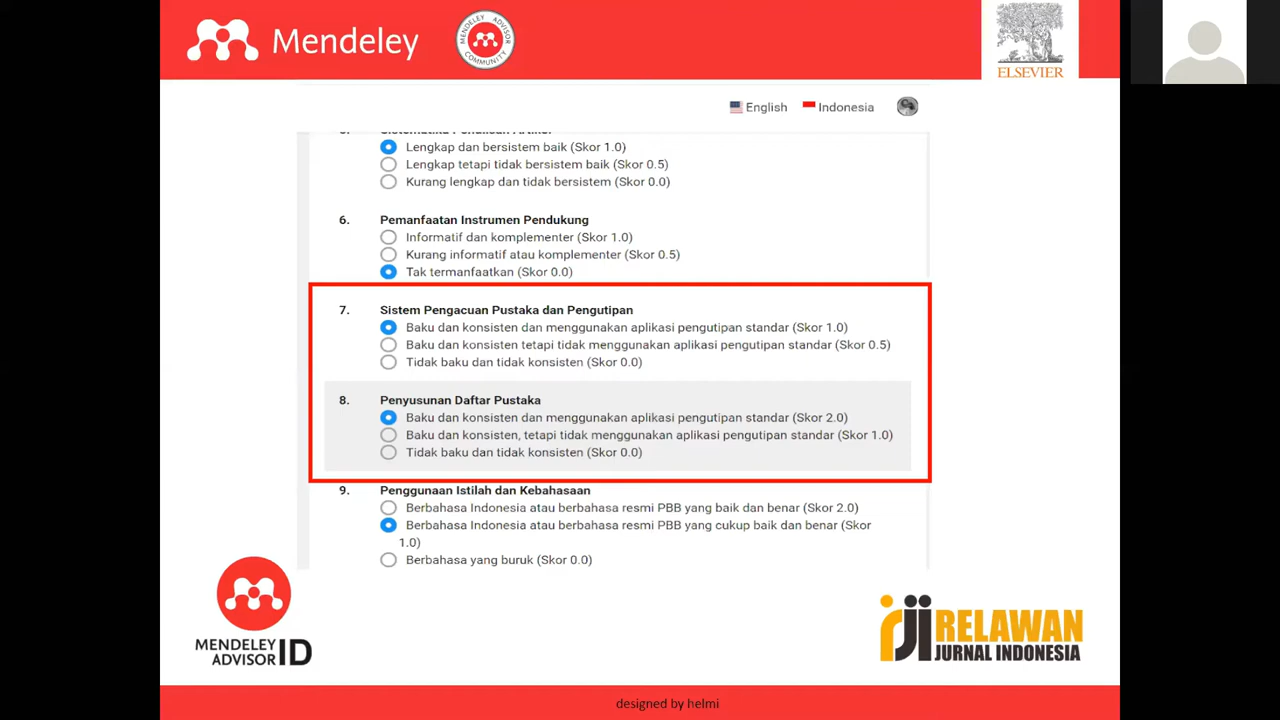 Mendeley
MENDELEY ADVISOR
COMMUNITY
ELSEVIER
English Indonesia
Lengkap dan bersistem baik (Skor 1.0)
Lengkap tetapi tidak bersistem baik (Skor 0.5)
Kurang lengkap dan tidak bersistem (Skor 0.0)
6. Pemanfaatan Instrumen Pendukung
Informatif dan komplementer (Skor 1.0)
Kurang informatif atau komplementer (Skor 0.5)
Tak termanfaatkan (Skor 0.0)
7. Sistem Pengacuan Pustaka dan Pengutipan
Baku dan konsisten dan menggunakan aplikasi pengutipan standar (Skor 1.0)
Baku dan konsisten tetapi tidak menggunakan aplikasi pengutipan standar (Skor 0.5)
Tidak baku dan tidak konsisten (Skor 0.0)
8. Penyusunan Daftar Pustaka
Baku dan konsisten dan menggunakan aplikasi pengutipan standar (Skor 2.0)
Baku dan konsisten, tetapi tidak menggunakan aplikasi pengutipan standar (Skor 1.0)
Tidak baku dan tidak konsisten (Skor 0.0)
9. Penggunaan Istilah dan Kebahasaan
Berbahasa Indonesia atau berbahasa resmi PBB yang baik dan benar (Skor 2.0)
Berbahasa Indonesia atau berbahasa resmi PBB yang cukup baik dan benar (Skor
1.0)
Berbahasa yang buruk (Skor 0.0)
MENDELEY
ADVISOR ID
rji RELAWAN
JURNAL INDONESIA
designed by helmi